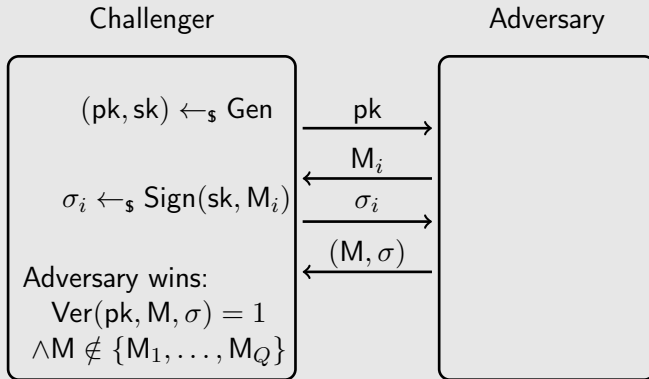 Challenger Adversary
(pk, sk) ←$ Gen pk
M_i
σ_i ←$ Sign(sk, M_i) σ_i
(M, σ)
Adversary wins:
Ver(pk, M, σ) = 1
∧M ∉ {M_1, . . . , M_Q}